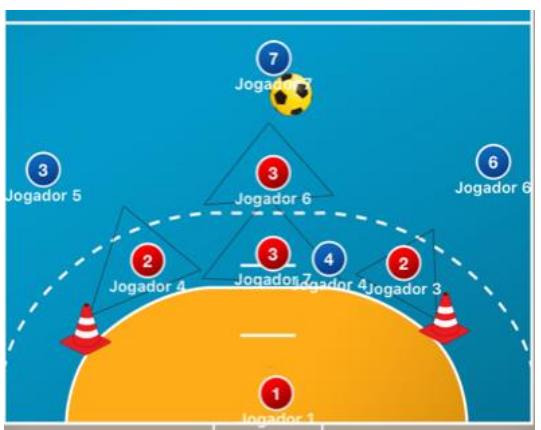 7
Jogador 7
3
Jogador 5
3
Jogador 6
6
Jogador 6
2
Jogador 4
3
Jogador 7
4
Jogador 4
2
Jogador 3
1
Jogador 1